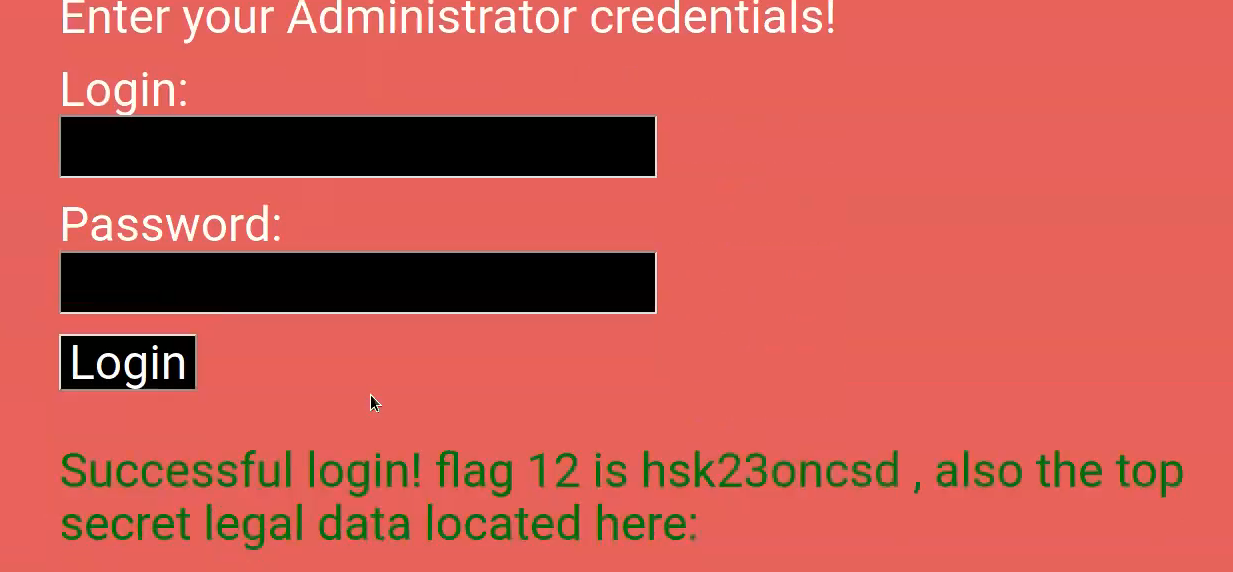 Enter your Administrator credentials!
Login:
Password:
Login
Successful login! flag 12 is hsk23oncsd , also the top
secret legal data located here: